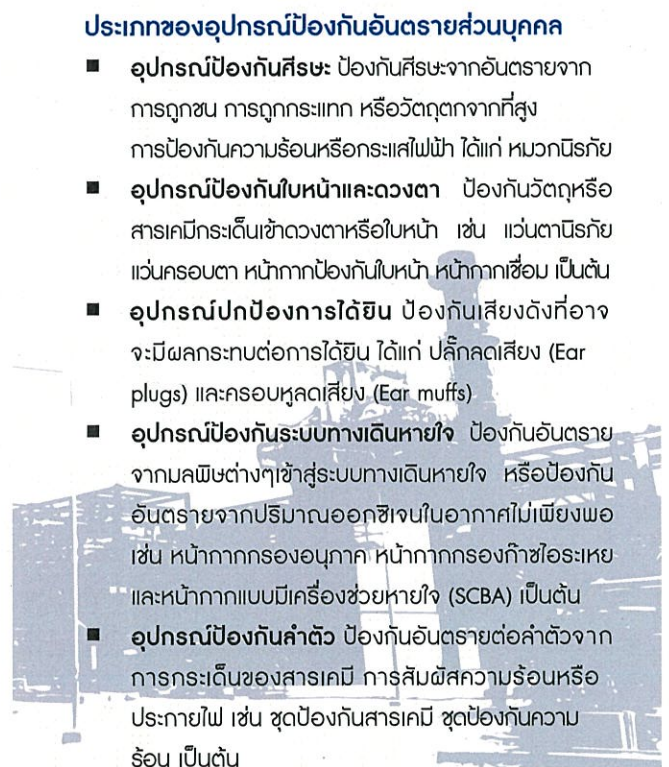 ประเภทของอุปกรณ์ป้องกันอันตรายส่วนบุคคล
■ อุปกรณ์ป้องกันศีรษะ ป้องกันศีรษะจากอันตรายจาก
การถูกชน การถูกกระแทก หรือวัตถุตกจากที่สูง
การป้องกันความร้อนหรือกระแสไฟฟ้า ได้แก่ หมวกนิรภัย
■ อุปกรณ์ป้องกันใบหน้าและดวงตา ป้องกันวัตถุหรือ
สารเคมีกระเด็นเข้าดวงตาหรือใบหน้า เช่น แว่นตานิรภัย
แว่นครอบตา หน้ากากป้องกันใบหน้า หน้ากากเชื่อม เป็นต้น
■ อุปกรณ์ปกป้องการได้ยิน ป้องกันเสียงดังที่อาจ
จะมีผลกระทบต่อการได้ยิน ได้แก่ ปลั๊กลดเสียง (Ear
plugs) และครอบหูลดเสียง (Ear muffs)
■ อุปกรณ์ป้องกันระบบทางเดินหายใจ ป้องกันอันตราย
จากมลพิษต่างๆเข้าสู่ระบบทางเดินหายใจ หรือป้องกัน
อันตรายจากปริมาณออกซิเจนในอากาศไม่เพียงพอ
เช่น หน้ากากกรองอนุภาค หน้ากากกรองก๊าซไอระเหย
และหน้ากากแบบมีเครื่องช่วยหายใจ (SCBA) เป็นต้น
■ อุปกรณ์ป้องกันลำตัว ป้องกันอันตรายต่อลำตัวจาก
การกระเด็นของสารเคมี การสัมผัสความร้อนหรือ
ประกายไฟ เช่น ชุดป้องกันสารเคมี ชุดป้องกันความ
ร้อน เป็นต้น